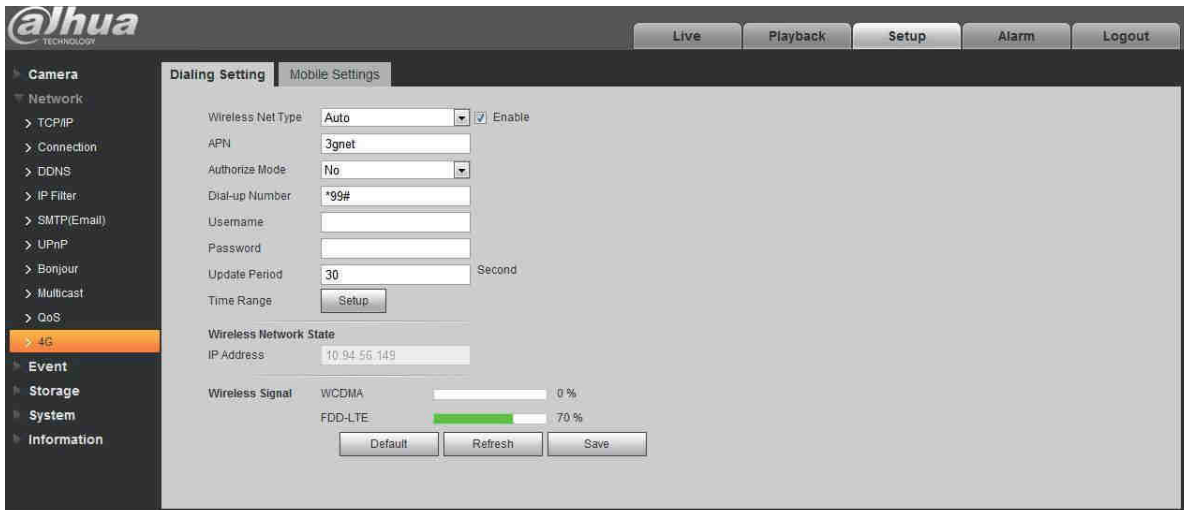 alhua
TECHNOLOGY
Live Playback Setup Alarm Logout
Camera
Network
TCP/IP
Connection
DDNS
IP Filter
SMTP(Email)
UPnP
Bonjour
Multicast
QoS
4G
Event
Storage
System
Information
Dialing Setting Mobile Settings
Wireless Net Type Auto Enable
APN 3gnet
Authorize Mode No
Dial-up Number *99#
Username
Password
Update Period 30 Second
Time Range Setup
Wireless Network State
IP Address 10.94.56.149
Wireless Signal WCDMA 0 %
FDD-LTE 70 %
Default Refresh Save